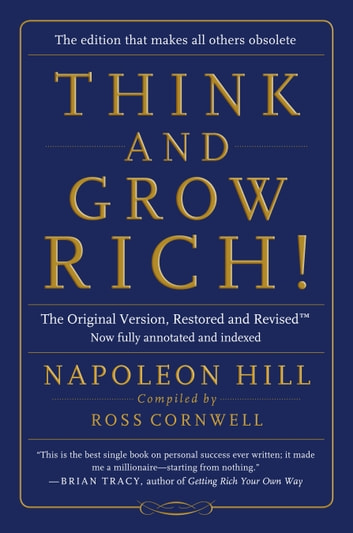 The edition that makes all others obsolete
THINK
AND
GROW
RICH!
The Original Version, Restored and Revised™
Now fully annotated and indexed
NAPOLEON HILL
Compiled by
ROSS CORNWELL
“This is the best single book on personal success ever written; it made
me a millionaire—starting from nothing.”
—BRIAN TRACY, author of Getting Rich Your Own Way